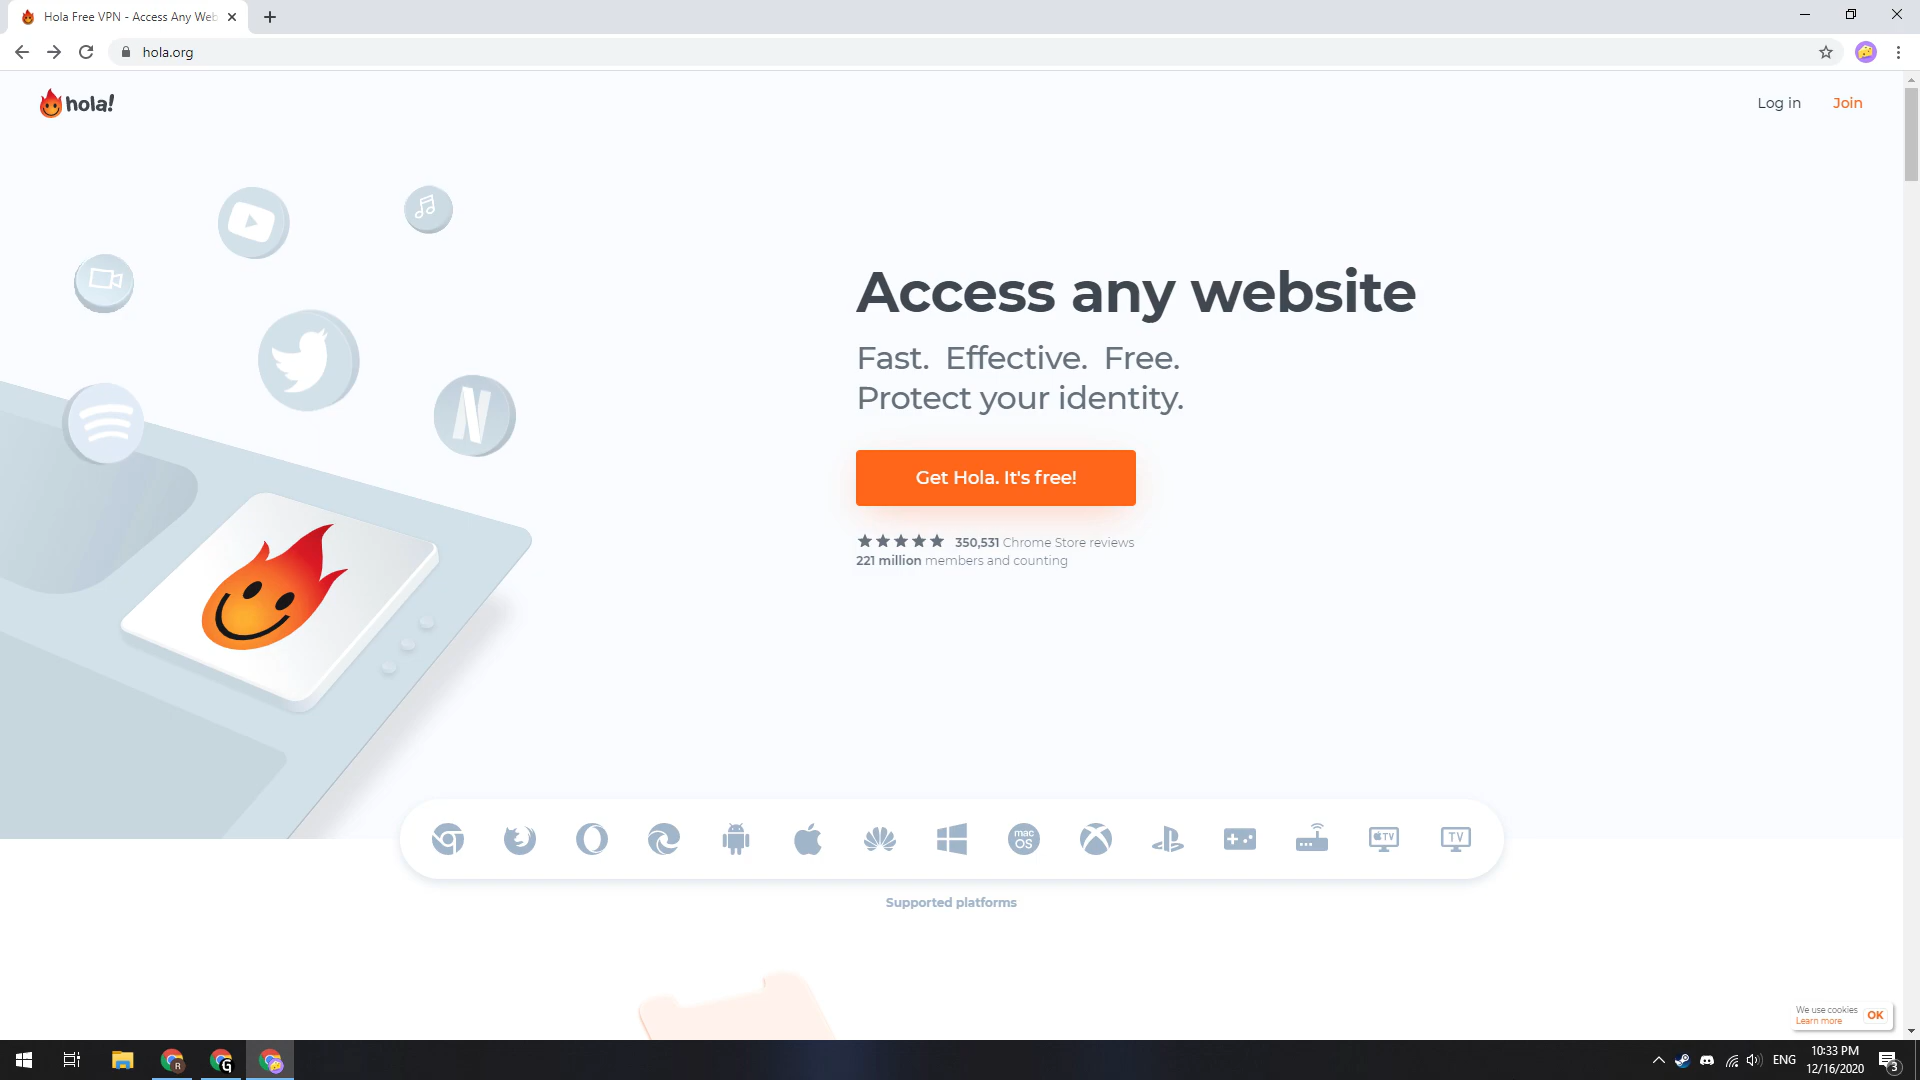 Hola Free VPN - Access Any Web
hola.org
hola!
Log in
Join
Access any website
Fast. Effective. Free.
Protect your identity.
Get Hola. It's free!
350,531 Chrome Store reviews
221 million members and counting
mac
OS
TV
TV
Supported platforms
We use cookies
Learn more
OK
R
G
ENG
10:33 PM
12/16/2020
3